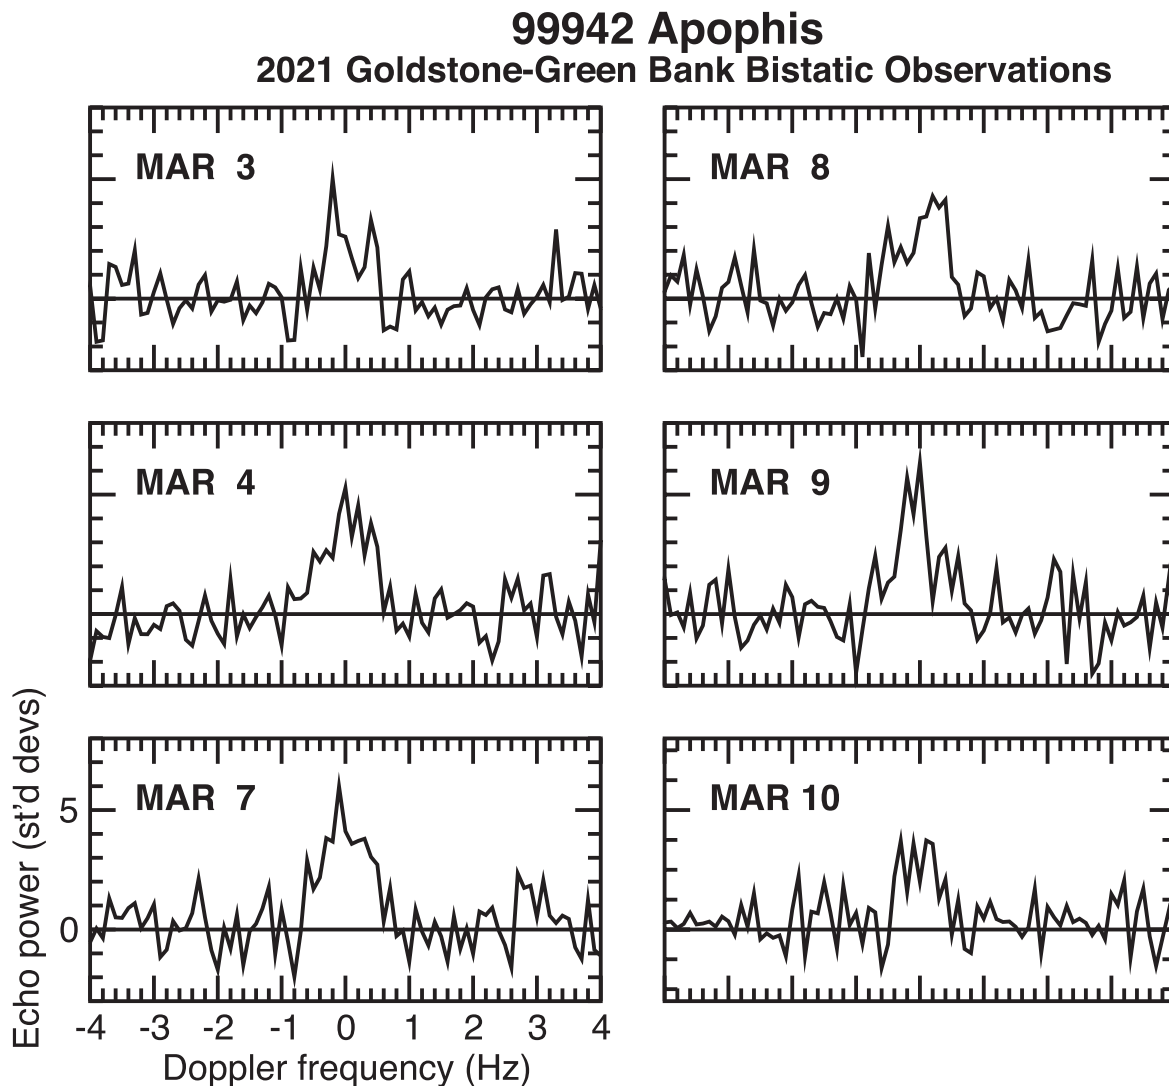 99942 Apophis
2021 Goldstone-Green Bank Bistatic Observations
MAR 3
MAR 8
MAR 4
MAR 9
MAR 7
MAR 10
5
0
Echo power (st'd devs)
-4 -3 -2 -1 0 1 2 3 4
Doppler frequency (Hz)